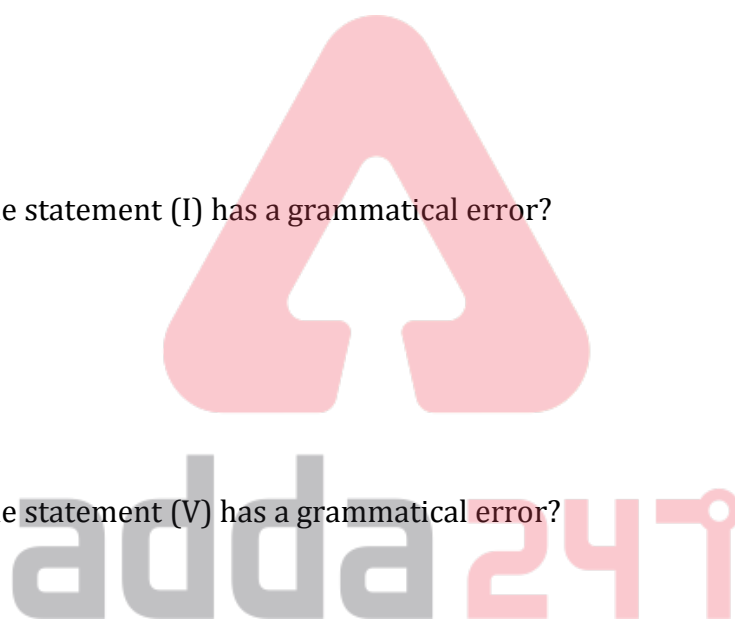 e statement (I) has a grammatical error?
e statement (V) has a grammatical error?
adda247